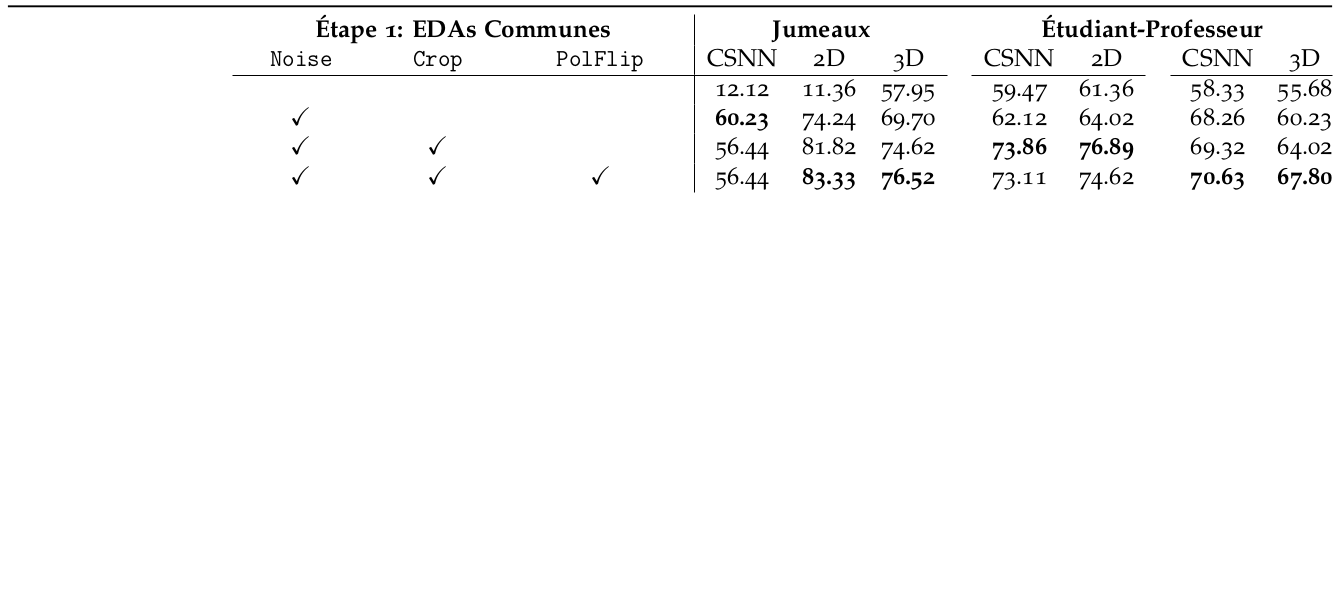 Étape 1: EDAs Communes Jumeaux Étudiant-Professeur
Noise Crop PolFlip CSNN 2D 3D CSNN 2D CSNN 3D
12.12 11.36 57.95 59.47 61.36 58.33 55.68
✓ 60.23 74.24 69.70 62.12 64.02 68.26 60.23
✓ ✓ 56.44 81.82 74.62 73.86 76.89 69.32 64.02
✓ ✓ ✓ 56.44 83.33 76.52 73.11 74.62 70.63 67.80